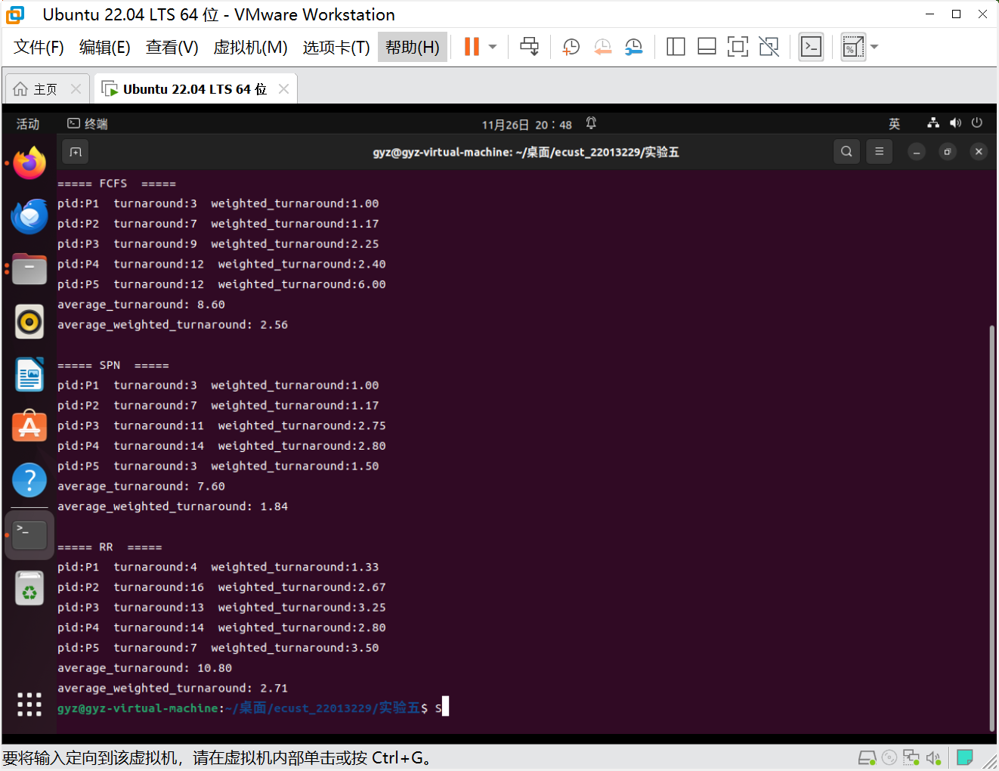 Ubuntu 22.04 LTS 64 位 - VMware Workstation
文件(F) 编辑(E) 查看(V) 虚拟机(M) 选项卡(T) 帮助(H)
主页 Ubuntu 22.04 LTS 64 位
活动 终端 11月26日 20：48 英
gyz@gyz-virtual-machine: ~/桌面/ecust_22013229/实验五
===== FCFS  =====
pid:P1  turnaround:3  weighted_turnaround:1.00
pid:P2  turnaround:7  weighted_turnaround:1.17
pid:P3  turnaround:9  weighted_turnaround:2.25
pid:P4  turnaround:12  weighted_turnaround:2.40
pid:P5  turnaround:12  weighted_turnaround:6.00
average_turnaround: 8.60
average_weighted_turnaround: 2.56
===== SPN  =====
pid:P1  turnaround:3  weighted_turnaround:1.00
pid:P2  turnaround:7  weighted_turnaround:1.17
pid:P3  turnaround:11  weighted_turnaround:2.75
pid:P4  turnaround:14  weighted_turnaround:2.80
pid:P5  turnaround:3  weighted_turnaround:1.50
average_turnaround: 7.60
average_weighted_turnaround: 1.84
===== RR  =====
pid:P1  turnaround:4  weighted_turnaround:1.33
pid:P2  turnaround:16  weighted_turnaround:2.67
pid:P3  turnaround:13  weighted_turnaround:3.25
pid:P4  turnaround:14  weighted_turnaround:2.80
pid:P5  turnaround:7  weighted_turnaround:3.50
average_turnaround: 10.80
average_weighted_turnaround: 2.71
gyz@gyz-virtual-machine:~/桌面/ecust_22013229/实验五$ S
要将输入定向到该虚拟机，请在虚拟机内部单击或按 Ctrl+G。